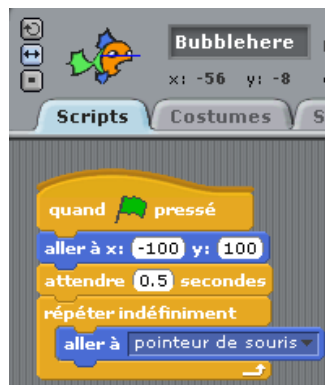 Bubblehere
x: -56 y: -8
Scripts Costumes S
quand pressé
aller à x: -100 y: 100
attendre 0.5 secondes
répéter indéfiniment
aller à pointeur de souris